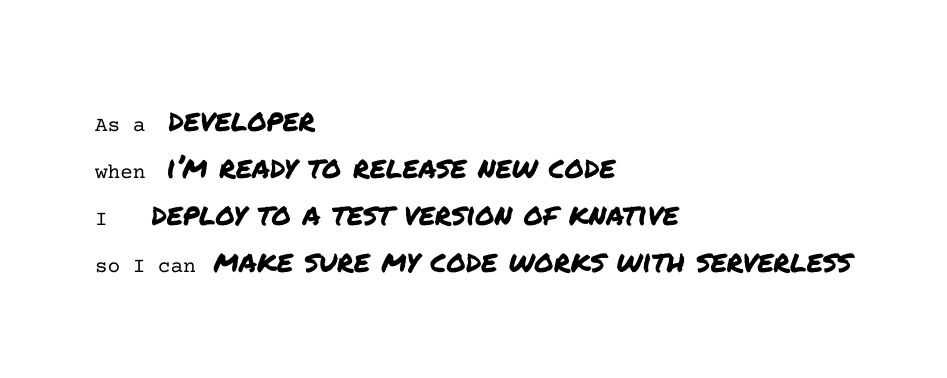 As a DEVELOPER
when I'M READY TO RELEASE NEW CODE
I DEPLOY TO A TEST VERSION OF KNATIVE
so I can MAKE SURE MY CODE WORKS WITH SERVERLESS